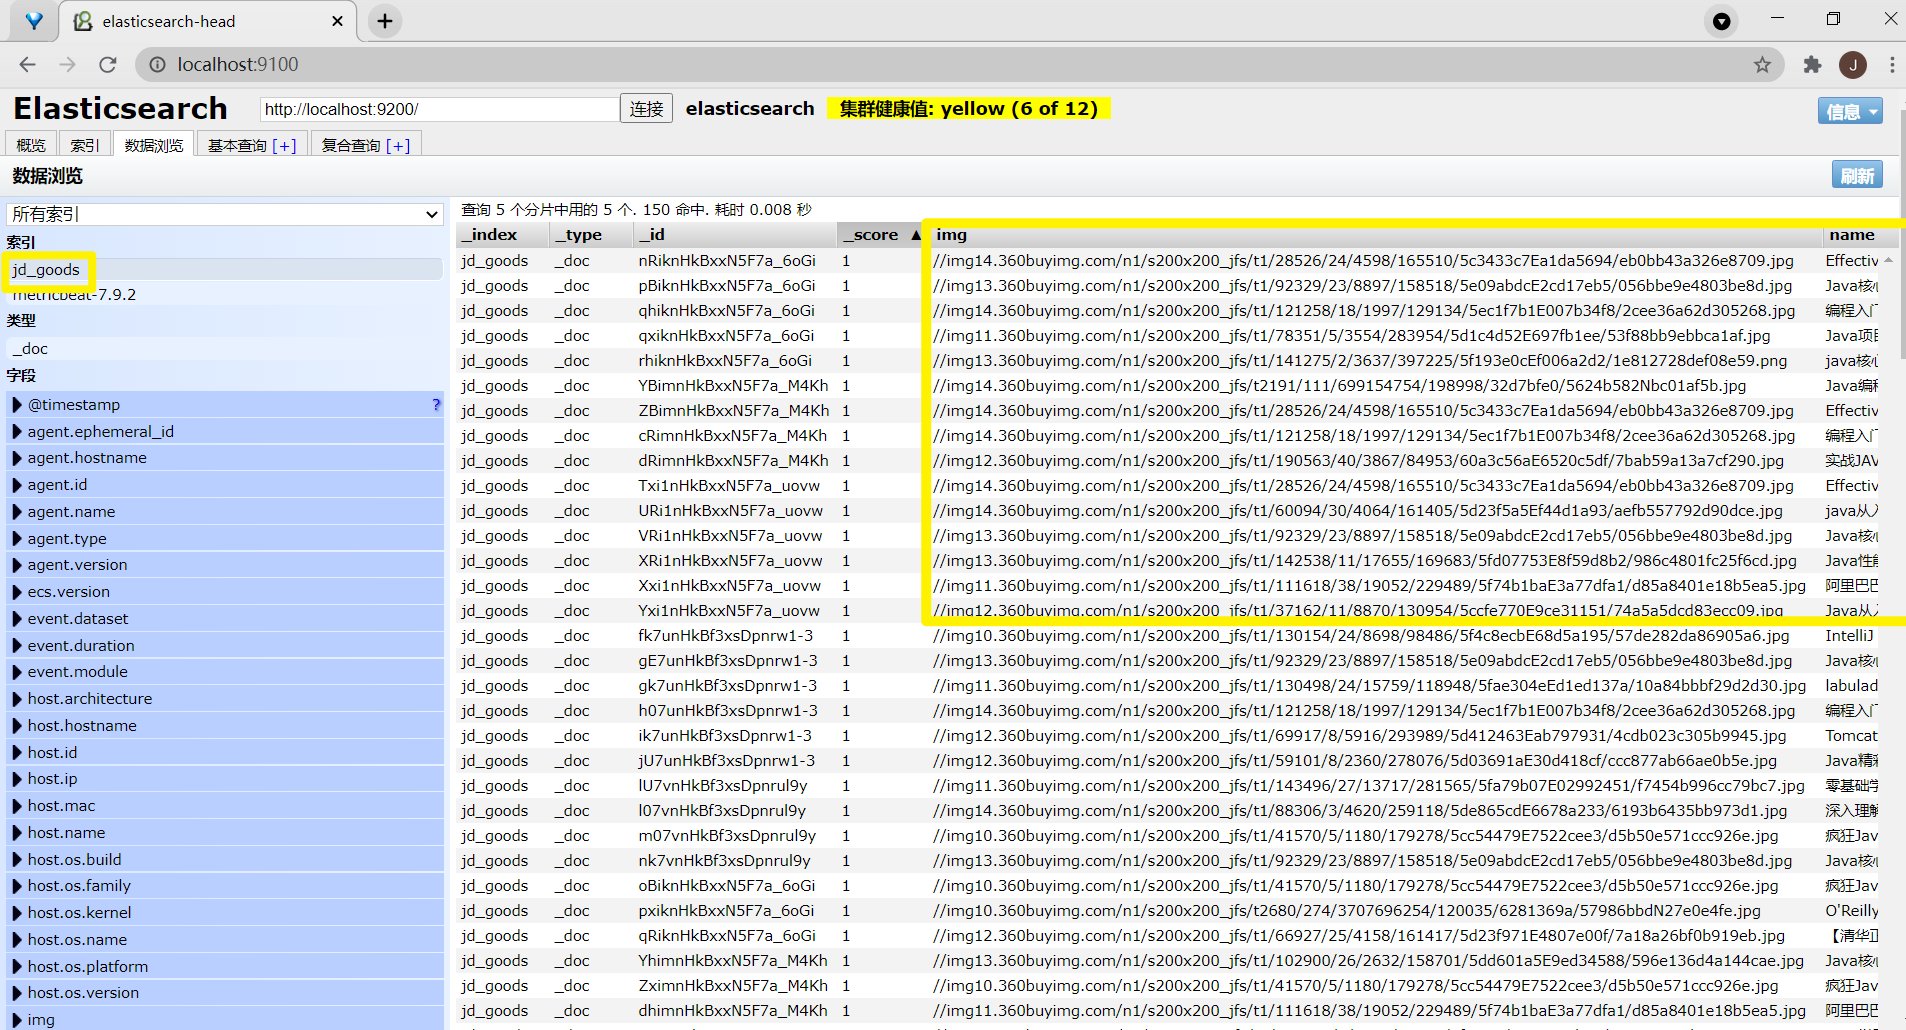 elasticsearch-head
localhost:9100
J
Elasticsearch
http://localhost:9200/
连接
elasticsearch
集群健康值: yellow (6 of 12)
信息
概览 索引 数据浏览 基本查询 [+] 复合查询 [+]
数据浏览
刷新
所有索引
索引
jd_goods
metricbeat-7.9.2
类型
_doc
字段
@timestamp ?
agent.ephemeral_id
agent.hostname
agent.id
agent.name
agent.type
agent.version
ecs.version
event.dataset
event.duration
event.module
host.architecture
host.hostname
host.id
host.ip
host.mac
host.name
host.os.build
host.os.family
host.os.kernel
host.os.name
host.os.platform
host.os.version
img
查询 5 个分片中用的 5 个. 150 命中. 耗时 0.008 秒
_index _type _id _score ▲ img name
jd_goods _doc nRiknHkBxxN5F7a_6oGi 1 //img14.360buyimg.com/n1/s200x200_jfs/t1/28526/24/4598/165510/5c3433c7Ea1da5694/eb0bb43a326e8709.jpg Effectiv
jd_goods _doc pBiknHkBxxN5F7a_6oGi 1 //img13.360buyimg.com/n1/s200x200_jfs/t1/92329/23/8897/158518/5e09abdcE2cd17eb5/056bbe9e4803be8d.jpg Java核心
jd_goods _doc qhiknHkBxxN5F7a_6oGi 1 //img14.360buyimg.com/n1/s200x200_jfs/t1/121258/18/1997/129134/5ec1f7b1E007b34f8/2cee36a62d305268.jpg 编程入门
jd_goods _doc qxiknHkBxxN5F7a_6oGi 1 //img11.360buyimg.com/n1/s200x200_jfs/t1/78351/5/3554/283954/5d1c4d52E697fb1ee/53f88bb9ebbca1af.jpg Java项目
jd_goods _doc rhiknHkBxxN5F7a_6oGi 1 //img13.360buyimg.com/n1/s200x200_jfs/t1/141275/2/3637/397225/5f193e0cEf006a2d2/1e812728def08e59.png java核心
jd_goods _doc YBimnHkBxxN5F7a_M4Kh 1 //img14.360buyimg.com/n1/s200x200_jfs/t2191/111/699154754/198998/32d7bfe0/5624b582Nbc01af5b.jpg Java编程
jd_goods _doc ZBimnHkBxxN5F7a_M4Kh 1 //img14.360buyimg.com/n1/s200x200_jfs/t1/28526/24/4598/165510/5c3433c7Ea1da5694/eb0bb43a326e8709.jpg Effectiv
jd_goods _doc cRimnHkBxxN5F7a_M4Kh 1 //img14.360buyimg.com/n1/s200x200_jfs/t1/121258/18/1997/129134/5ec1f7b1E007b34f8/2cee36a62d305268.jpg 编程入门
jd_goods _doc dRimnHkBxxN5F7a_M4Kh 1 //img12.360buyimg.com/n1/s200x200_jfs/t1/190563/40/3867/84953/60a3c56aE6520c5df/7bab59a13a7cf290.jpg 实战JAV
jd_goods _doc Txi1nHkBxxN5F7a_uovw 1 //img14.360buyimg.com/n1/s200x200_jfs/t1/28526/24/4598/165510/5c3433c7Ea1da5694/eb0bb43a326e8709.jpg Effectiv
jd_goods _doc URi1nHkBxxN5F7a_uovw 1 //img14.360buyimg.com/n1/s200x200_jfs/t1/60094/30/4064/161405/5d23f5a5Ef44d1a93/aefb557792d90dce.jpg java从入
jd_goods _doc VRi1nHkBxxN5F7a_uovw 1 //img13.360buyimg.com/n1/s200x200_jfs/t1/92329/23/8897/158518/5e09abdcE2cd17eb5/056bbe9e4803be8d.jpg Java核心
jd_goods _doc XRi1nHkBxxN5F7a_uovw 1 //img13.360buyimg.com/n1/s200x200_jfs/t1/142538/11/17655/169683/5fd07753E8f59d8b2/986c4801fc25f6cd.jpg Java性能
jd_goods _doc Xxi1nHkBxxN5F7a_uovw 1 //img11.360buyimg.com/n1/s200x200_jfs/t1/111618/38/19052/229489/5f74b1baE3a77dfa1/d85a8401e18b5ea5.jpg 阿里巴巴
jd_goods _doc Yxi1nHkBxxN5F7a_uovw 1 //img12.360buyimg.com/n1/s200x200_jfs/t1/37162/11/8870/130954/5ccfe770E9ce31151/74a5a5dcd83ecc09.jpg Java从入
jd_goods _doc fk7unHkBf3xsDpnrw1-3 1 //img10.360buyimg.com/n1/s200x200_jfs/t1/130154/24/8698/98486/5f4c8ecbE68d5a195/57de282da86905a6.jpg IntelliJ
jd_goods _doc gE7unHkBf3xsDpnrw1-3 1 //img13.360buyimg.com/n1/s200x200_jfs/t1/92329/23/8897/158518/5e09abdcE2cd17eb5/056bbe9e4803be8d.jpg Java核心
jd_goods _doc gk7unHkBf3xsDpnrw1-3 1 //img11.360buyimg.com/n1/s200x200_jfs/t1/130498/24/15759/118948/5fae304eEd1ed137a/10a84bbbf29d2d30.jpg labulad
jd_goods _doc h07unHkBf3xsDpnrw1-3 1 //img14.360buyimg.com/n1/s200x200_jfs/t1/121258/18/1997/129134/5ec1f7b1E007b34f8/2cee36a62d305268.jpg 编程入门
jd_goods _doc ik7unHkBf3xsDpnrw1-3 1 //img12.360buyimg.com/n1/s200x200_jfs/t1/69917/8/5916/293989/5d412463Eab797931/4cdb023c305b9945.jpg Tomcat
jd_goods _doc jU7unHkBf3xsDpnrw1-3 1 //img12.360buyimg.com/n1/s200x200_jfs/t1/59101/8/2360/278076/5d03691aE30d418cf/ccc877ab66ae0b5e.jpg Java精彩
jd_goods _doc lU7vnHkBf3xsDpnrul9y 1 //img11.360buyimg.com/n1/s200x200_jfs/t1/143496/27/13717/281565/5fa79b07E02992451/f7454b996cc79bc7.jpg 零基础学
jd_goods _doc l07vnHkBf3xsDpnrul9y 1 //img14.360buyimg.com/n1/s200x200_jfs/t1/88306/3/4620/259118/5de865cdE6678a233/6193b6435bb973d1.jpg 深入理解
jd_goods _doc m07vnHkBf3xsDpnrul9y 1 //img10.360buyimg.com/n1/s200x200_jfs/t1/41570/5/1180/179278/5cc54479E7522cee3/d5b50e571ccc926e.jpg 疯狂Jav
jd_goods _doc nk7vnHkBf3xsDpnrul9y 1 //img13.360buyimg.com/n1/s200x200_jfs/t1/92329/23/8897/158518/5e09abdcE2cd17eb5/056bbe9e4803be8d.jpg Java核心
jd_goods _doc oBiknHkBxxN5F7a_6oGi 1 //img10.360buyimg.com/n1/s200x200_jfs/t1/41570/5/1180/179278/5cc54479E7522cee3/d5b50e571ccc926e.jpg 疯狂Jav
jd_goods _doc pxiknHkBxxN5F7a_6oGi 1 //img10.360buyimg.com/n1/s200x200_jfs/t2680/274/3707696254/120035/6281369a/57986bbdN27e0e4fe.jpg O'Reilly
jd_goods _doc qRiknHkBxxN5F7a_6oGi 1 //img12.360buyimg.com/n1/s200x200_jfs/t1/66927/25/4158/161417/5d23f971E4807e00f/7a18a26bf0b919eb.jpg 【清华正
jd_goods _doc YhimnHkBxxN5F7a_M4Kh 1 //img13.360buyimg.com/n1/s200x200_jfs/t1/102900/26/2632/158701/5dd601a5E9ed34588/596e136d4a144cae.jpg Java核心
jd_goods _doc ZximnHkBxxN5F7a_M4Kh 1 //img10.360buyimg.com/n1/s200x200_jfs/t1/41570/5/1180/179278/5cc54479E7522cee3/d5b50e571ccc926e.jpg 疯狂Jav
jd_goods _doc dhimnHkBxxN5F7a_M4Kh 1 //img11.360buyimg.com/n1/s200x200_jfs/t1/111618/38/19052/229489/5f74b1baE3a77dfa1/d85a8401e18b5ea5.jpg 阿里巴巴